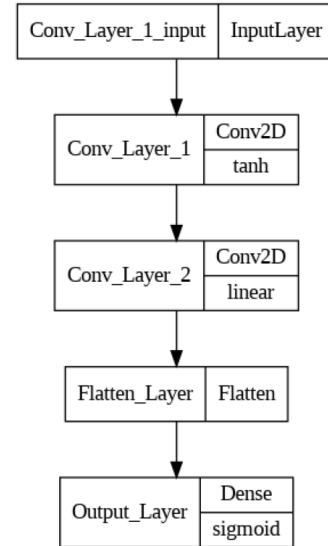 Conv_Layer_1_input InputLayer
Conv_Layer_1 Conv2D
tanh
Conv_Layer_2 Conv2D
linear
Flatten_Layer Flatten
Output_Layer Dense
sigmoid